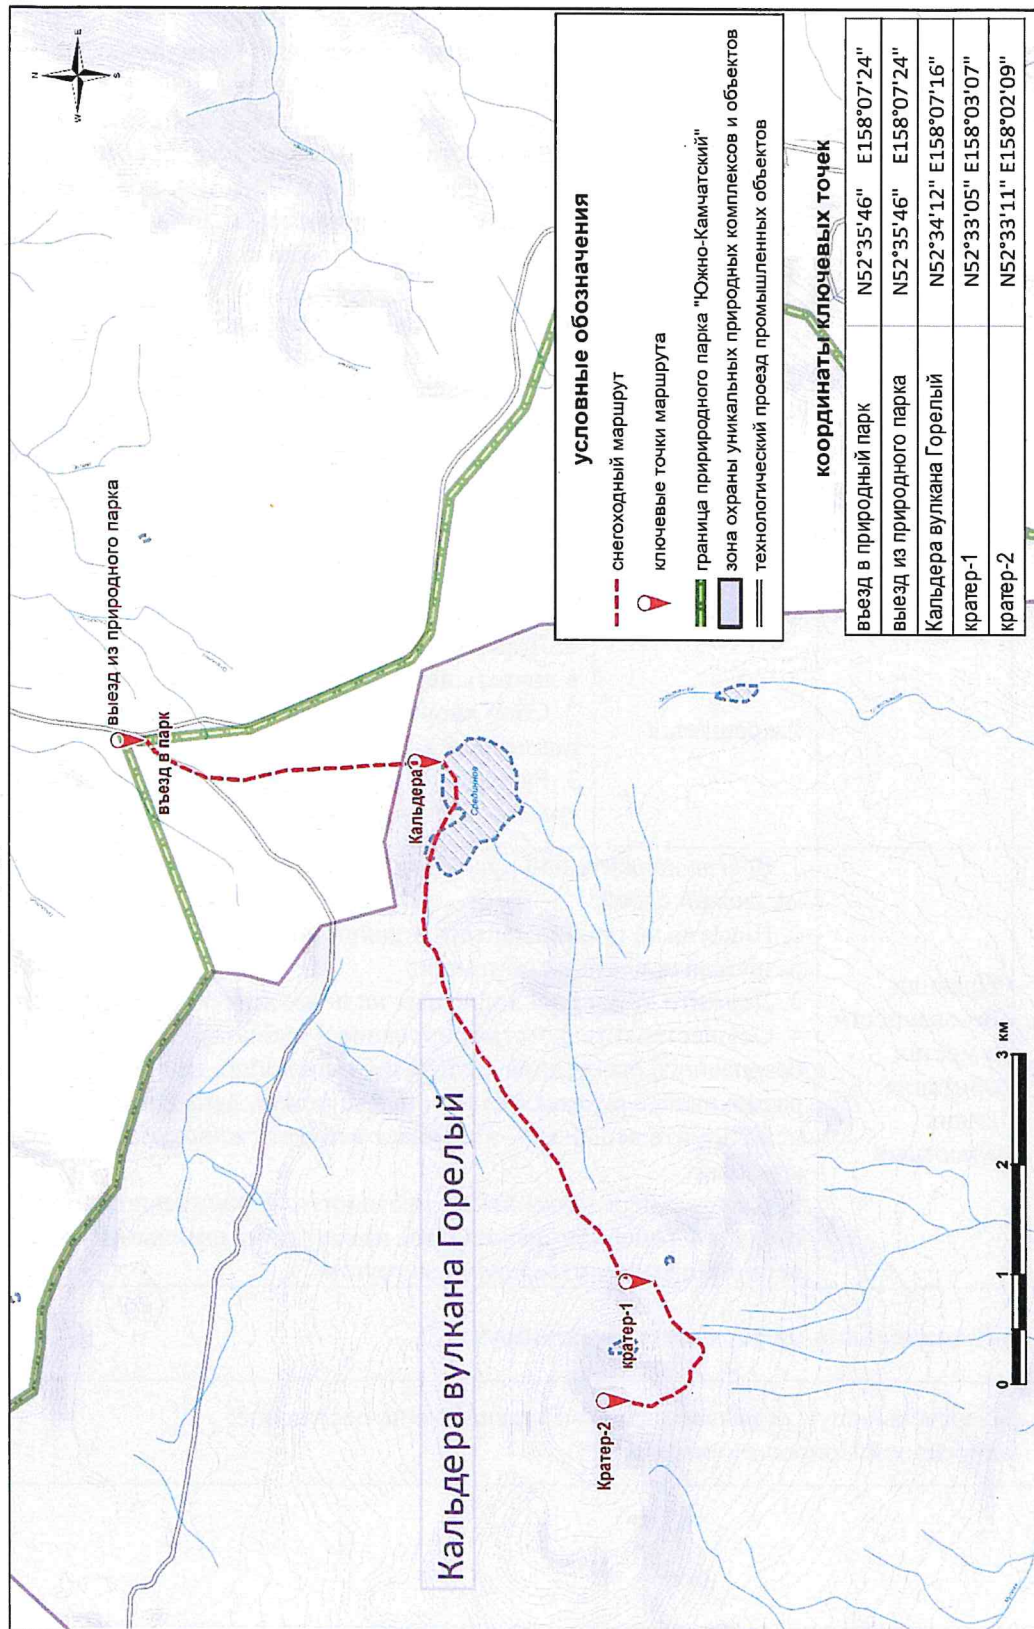 N
E
S
W
выезд из природного парка
въезд в парк
Кальдера
Срединное
Кальдера вулкана Горелый
кратер-1
Кратер-2
0 1 2 3 км
условные обозначения
снегоходный маршрут
ключевые точки маршрута
граница приририродного парка "Южно-Камчатский"
зона охраны уникальных природных комплексов и объектов
технологический проезд промышленных объектов
координаты ключевых точек
въезд в природный парк N52°35'46" E158°07'24"
выезд из природного парка N52°35'46" E158°07'24"
Кальдера вулкана Горелый N52°34'12" E158°07'16"
кратер-1 N52°33'05" E158°03'07"
кратер-2 N52°33'11" E158°02'09"